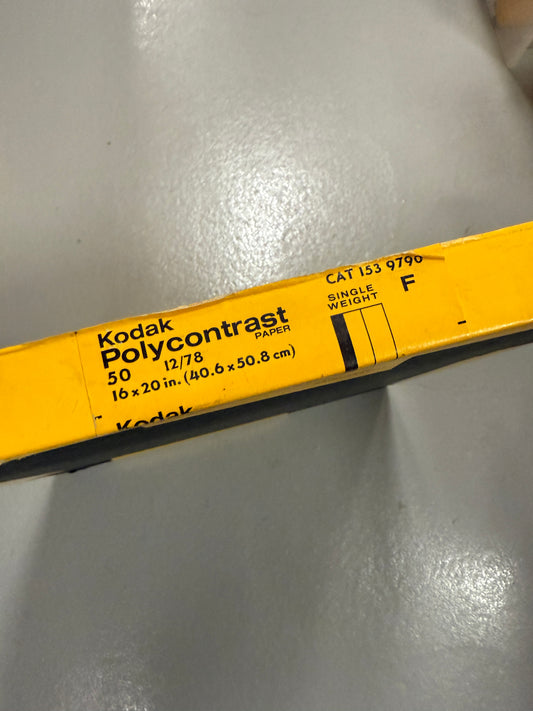 Kodak
Polycontrast
PAPER
50 12/78
16 x 20 in. (40.6 x 50.8 cm)
CAT 153 9790
SINGLE
WEIGHT
F
Kodak